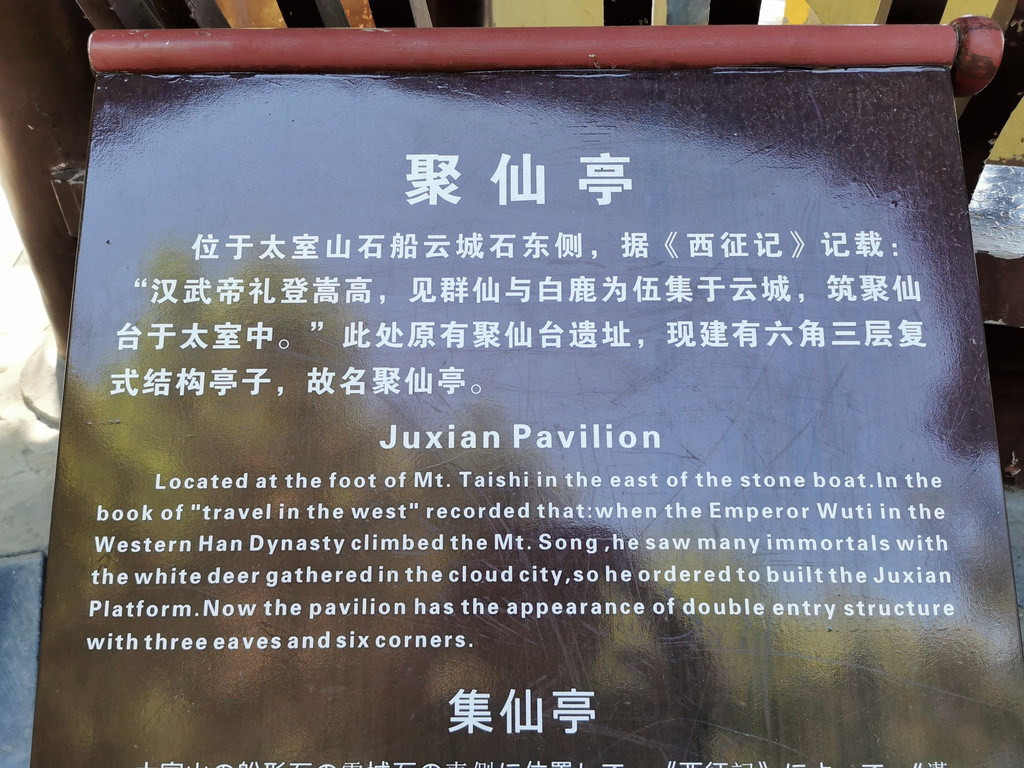 聚仙亭
位于太室山石船云城石东侧，据《西征记》记载：
“汉武帝礼登嵩高，见群仙与白鹿为伍集于云城，筑聚仙
台于太室中。”此处原有聚仙台遗址，现建有六角三层复
式结构亭子，故名聚仙亭。
Juxian Pavilion
Located at the foot of Mt. Taishi in the east of the stone boat.In the
book of "travel in the west" recorded that:when the Emperor Wuti in the
Western Han Dynasty climbed the Mt. Song ,he saw many immortals with
the white deer gathered in the cloud city,so he ordered to built the Juxian
Platform.Now the pavilion has the appearance of double entry structure
with three eaves and six corners.
集仙亭